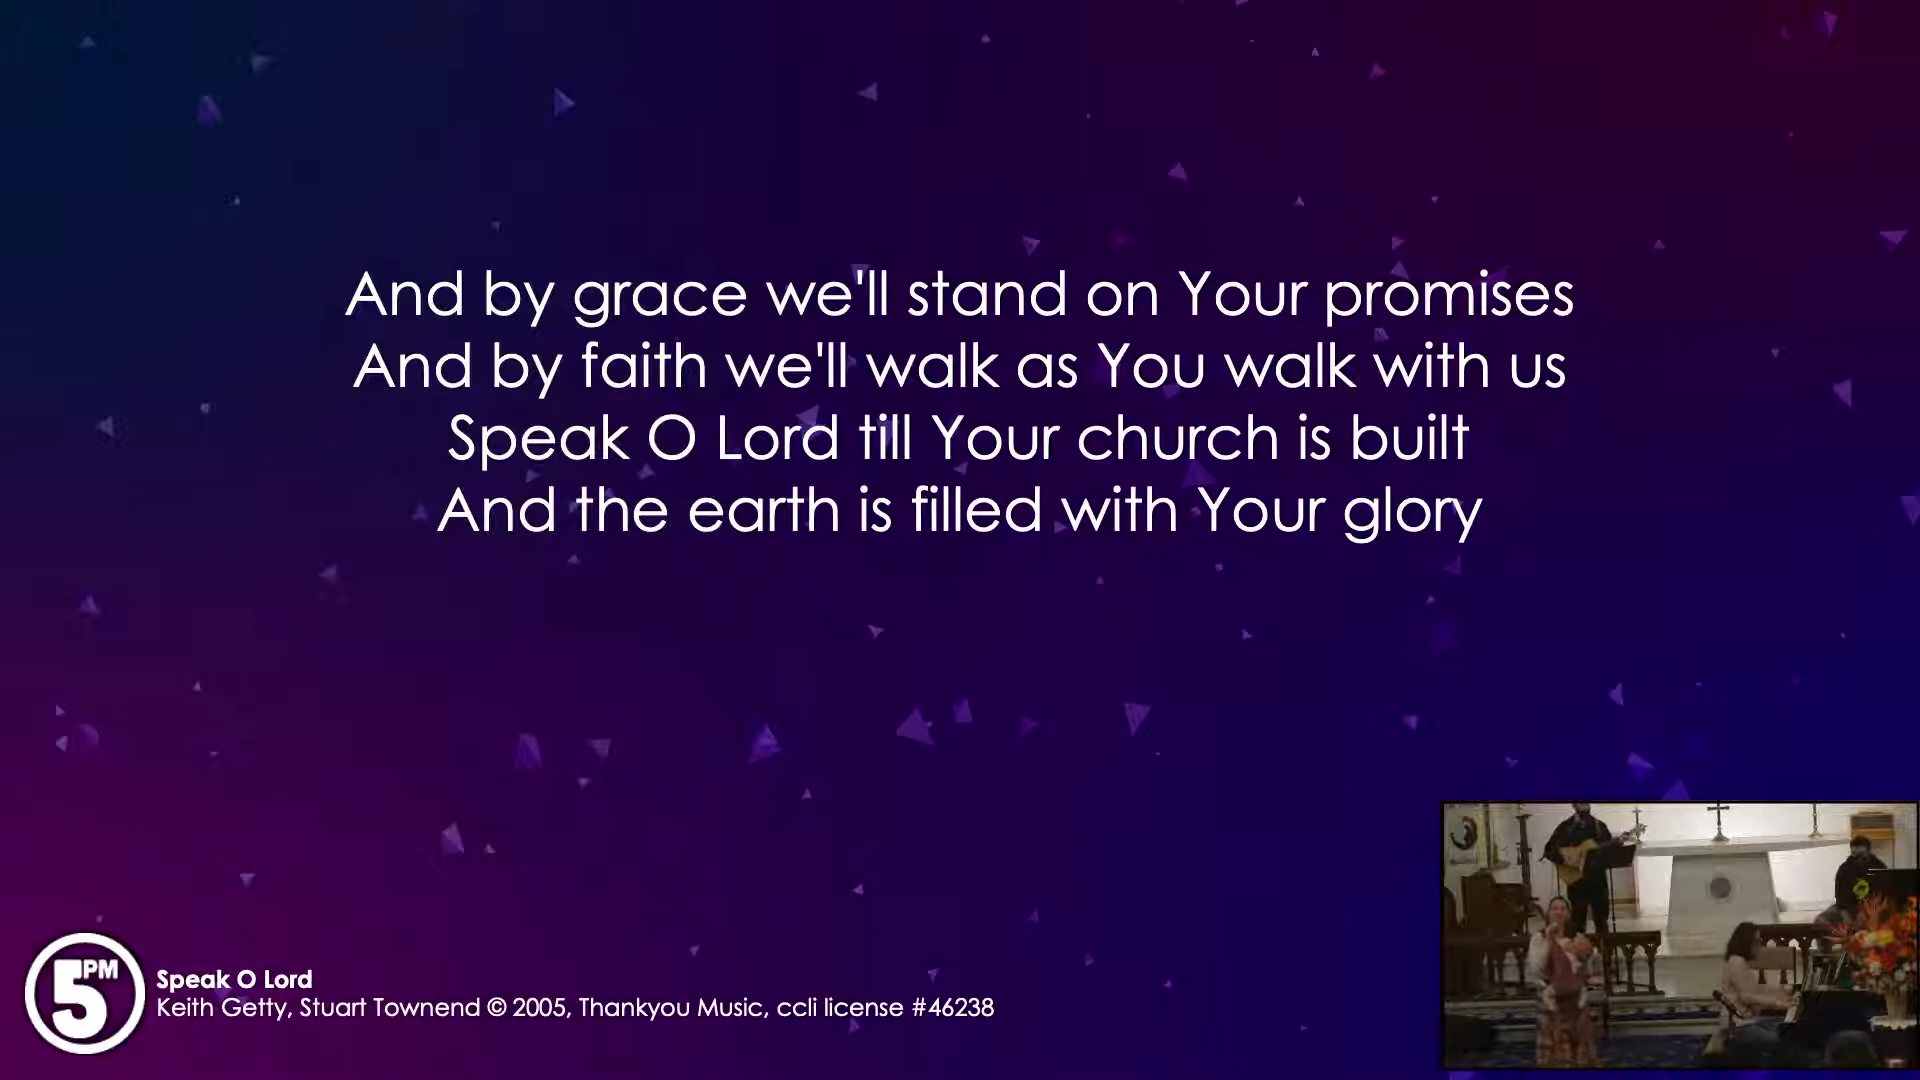 And by grace we'll stand on Your promises
And by faith we'll walk as You walk with us
Speak O Lord till Your church is built
And the earth is filled with Your glory
5PM
Speak O Lord
Keith Getty, Stuart Townend © 2005, Thankyou Music, ccli license #46238